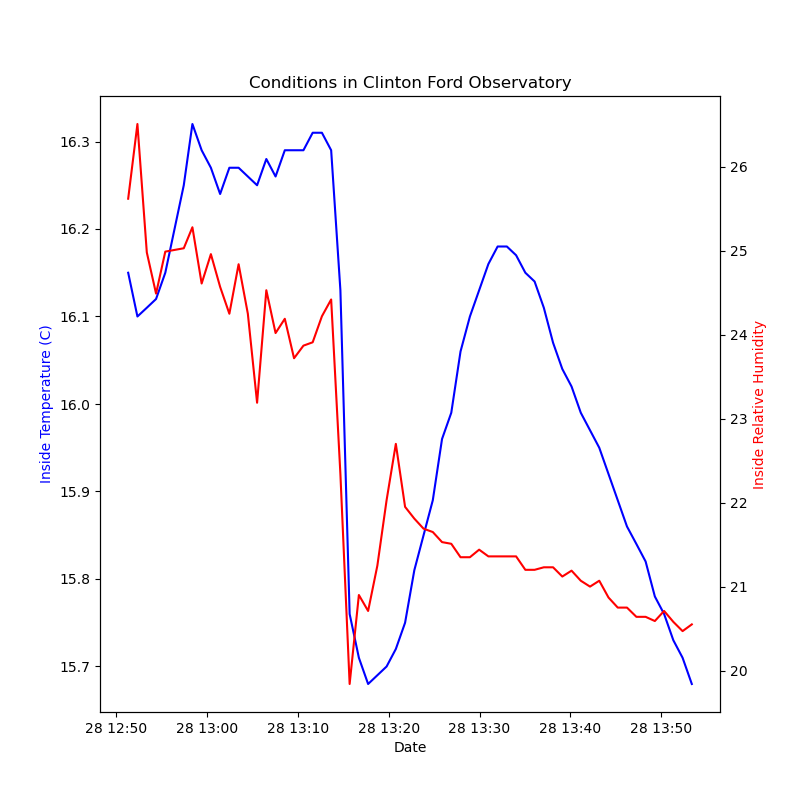 Conditions in Clinton Ford Observatory
16.3
16.2
16.1
16.0
15.9
15.8
15.7
Inside Temperature (C)
26
25
24
23
22
21
20
Inside Relative Humidity
28 12:50 28 13:00 28 13:10 28 13:20 28 13:30 28 13:40 28 13:50
Date